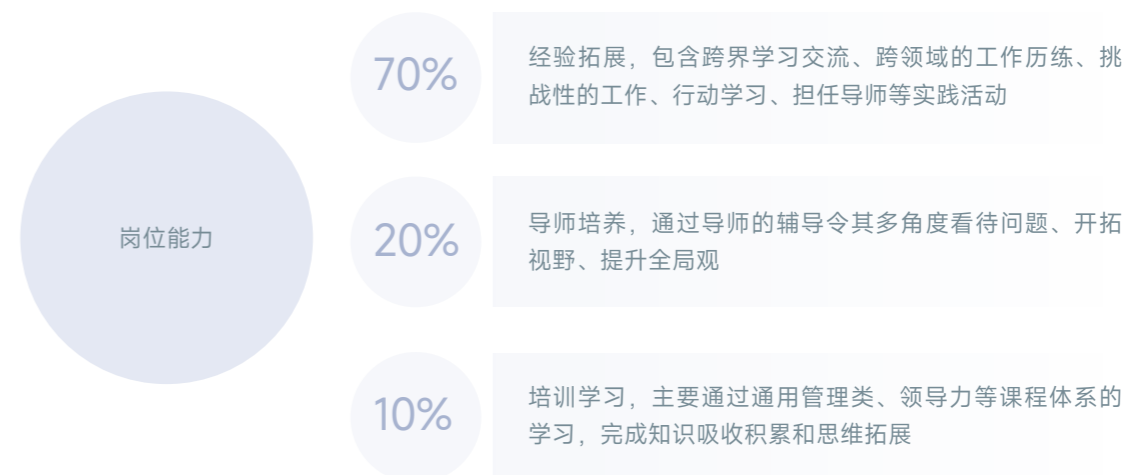 岗位能力
70%
经验拓展，包含跨界学习交流、跨领域的工作历练、挑
战性的工作、行动学习、担任导师等实践活动
20%
导师培养，通过导师的辅导令其多角度看待问题、开拓
视野、提升全局观
10%
培训学习，主要通过通用管理类、领导力等课程体系的
学习，完成知识吸收积累和思维拓展